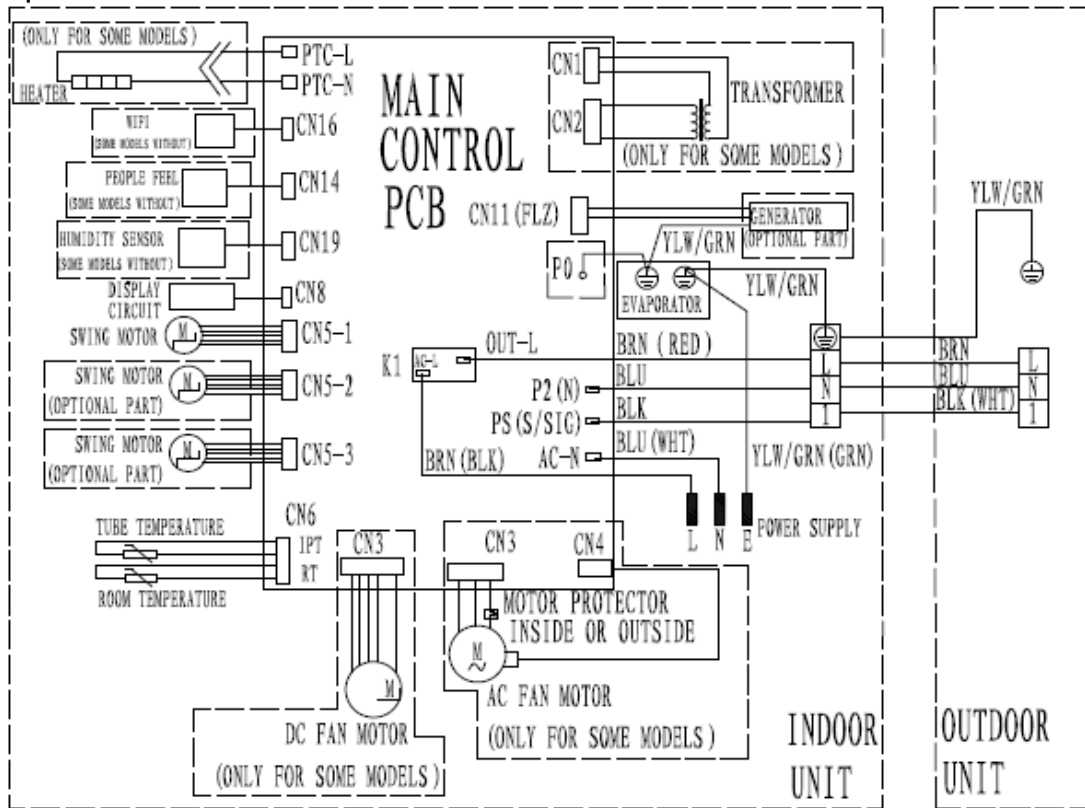 (ONLY FOR SOME MODELS)
HEATER
PTC-L
PTC-N
WIFI
(SOME MODELS WITHOUT)
CN16
PEOPLE FEEL
(SOME MODELS WITHOUT)
CN14
HUMIDITY SENSOR
(SOME MODELS WITHOUT)
CN19
DISPLAY
CIRCUIT
CN8
SWING MOTOR
M
CN5-1
SWING MOTOR
(OPTIONAL PART)
M
CN5-2
SWING MOTOR
(OPTIONAL PART)
M
CN5-3
TUBE TEMPERATURE
ROOM TEMPERATURE
CN6
IPT
RT
MAIN
CONTROL
PCB
CN1
CN2
TRANSFORMER
(ONLY FOR SOME MODELS)
CN11(FLZ)
GENERATOR
(OPTIONAL PART)
YLW/GRN
P0
EVAPORATOR
YLW/GRN
K1
AC-L
OUT-L
BRN (RED)
P2(N)
BLU
PS(S/SIG)
BLK
AC-N
BLU(WHT)
BRN(BLK)
YLW/GRN(GRN)
L
N
1
L N E
POWER SUPPLY
CN3
M
DC FAN MOTOR
(ONLY FOR SOME MODELS)
CN3
CN4
MOTOR PROTECTOR
INSIDE OR OUTSIDE
M
AC FAN MOTOR
(ONLY FOR SOME MODELS)
INDOOR
UNIT
YLW/GRN
BRN
BLU
BLK(WHT)
L
N
1
OUTDOOR
UNIT